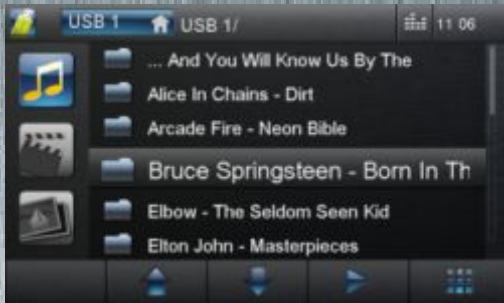 USB 1 USB 1/ 11 06
... And You Will Know Us By The
Alice In Chains - Dirt
Arcade Fire - Neon Bible
Bruce Springsteen - Born In Th
Elbow - The Seldom Seen Kid
Elton John - Masterpieces